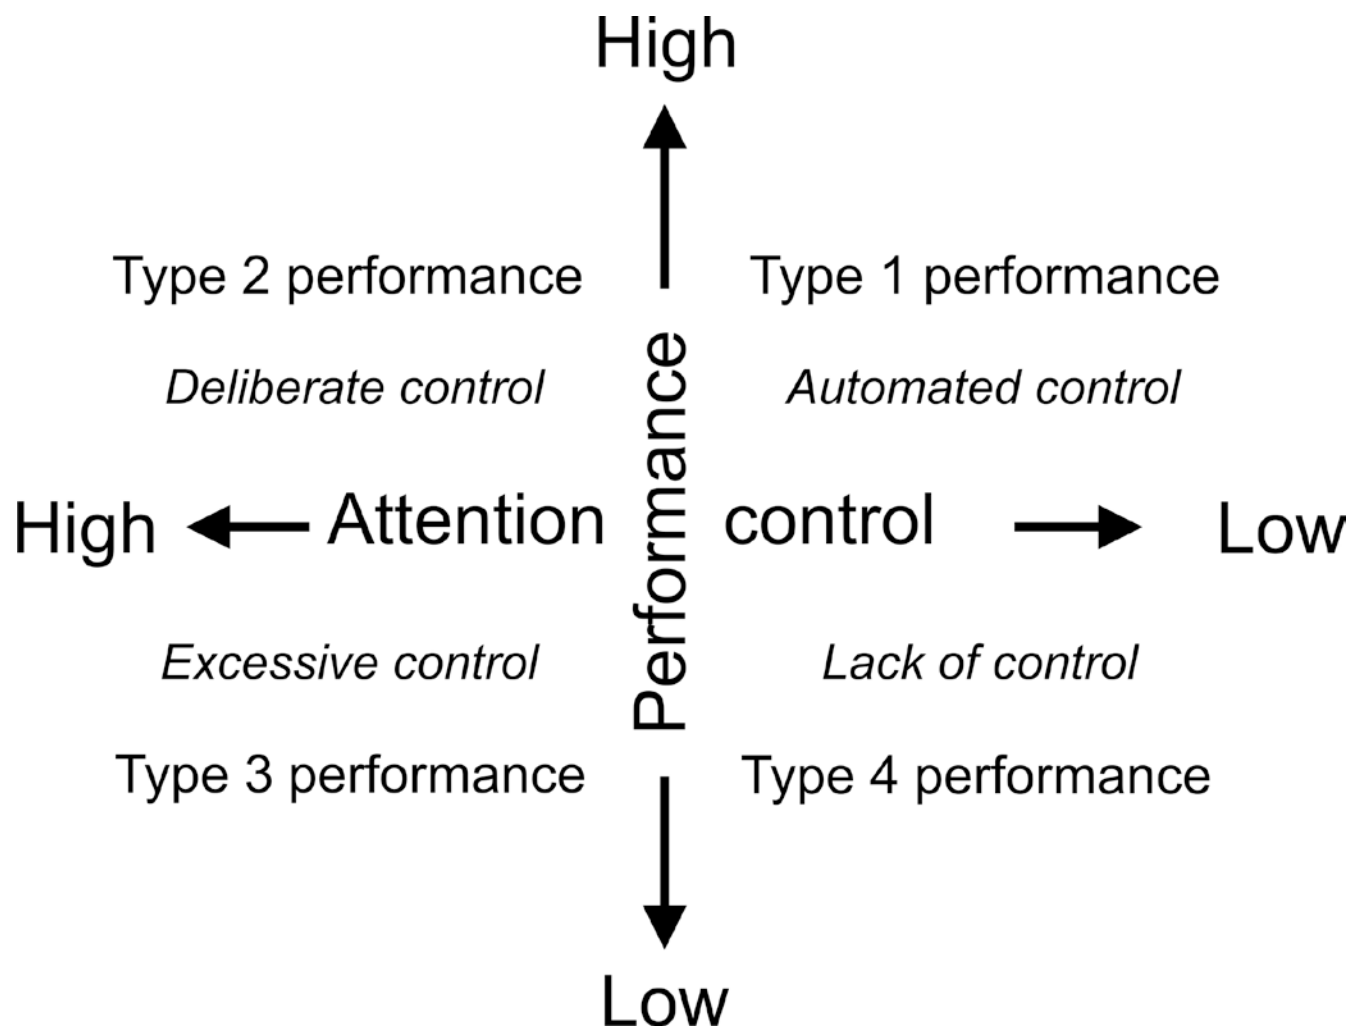 High
Type 2 performance
Type 1 performance
Deliberate control
Automated control
High
Attention control
Low
Performance
Excessive control
Lack of control
Type 3 performance
Type 4 performance
Low